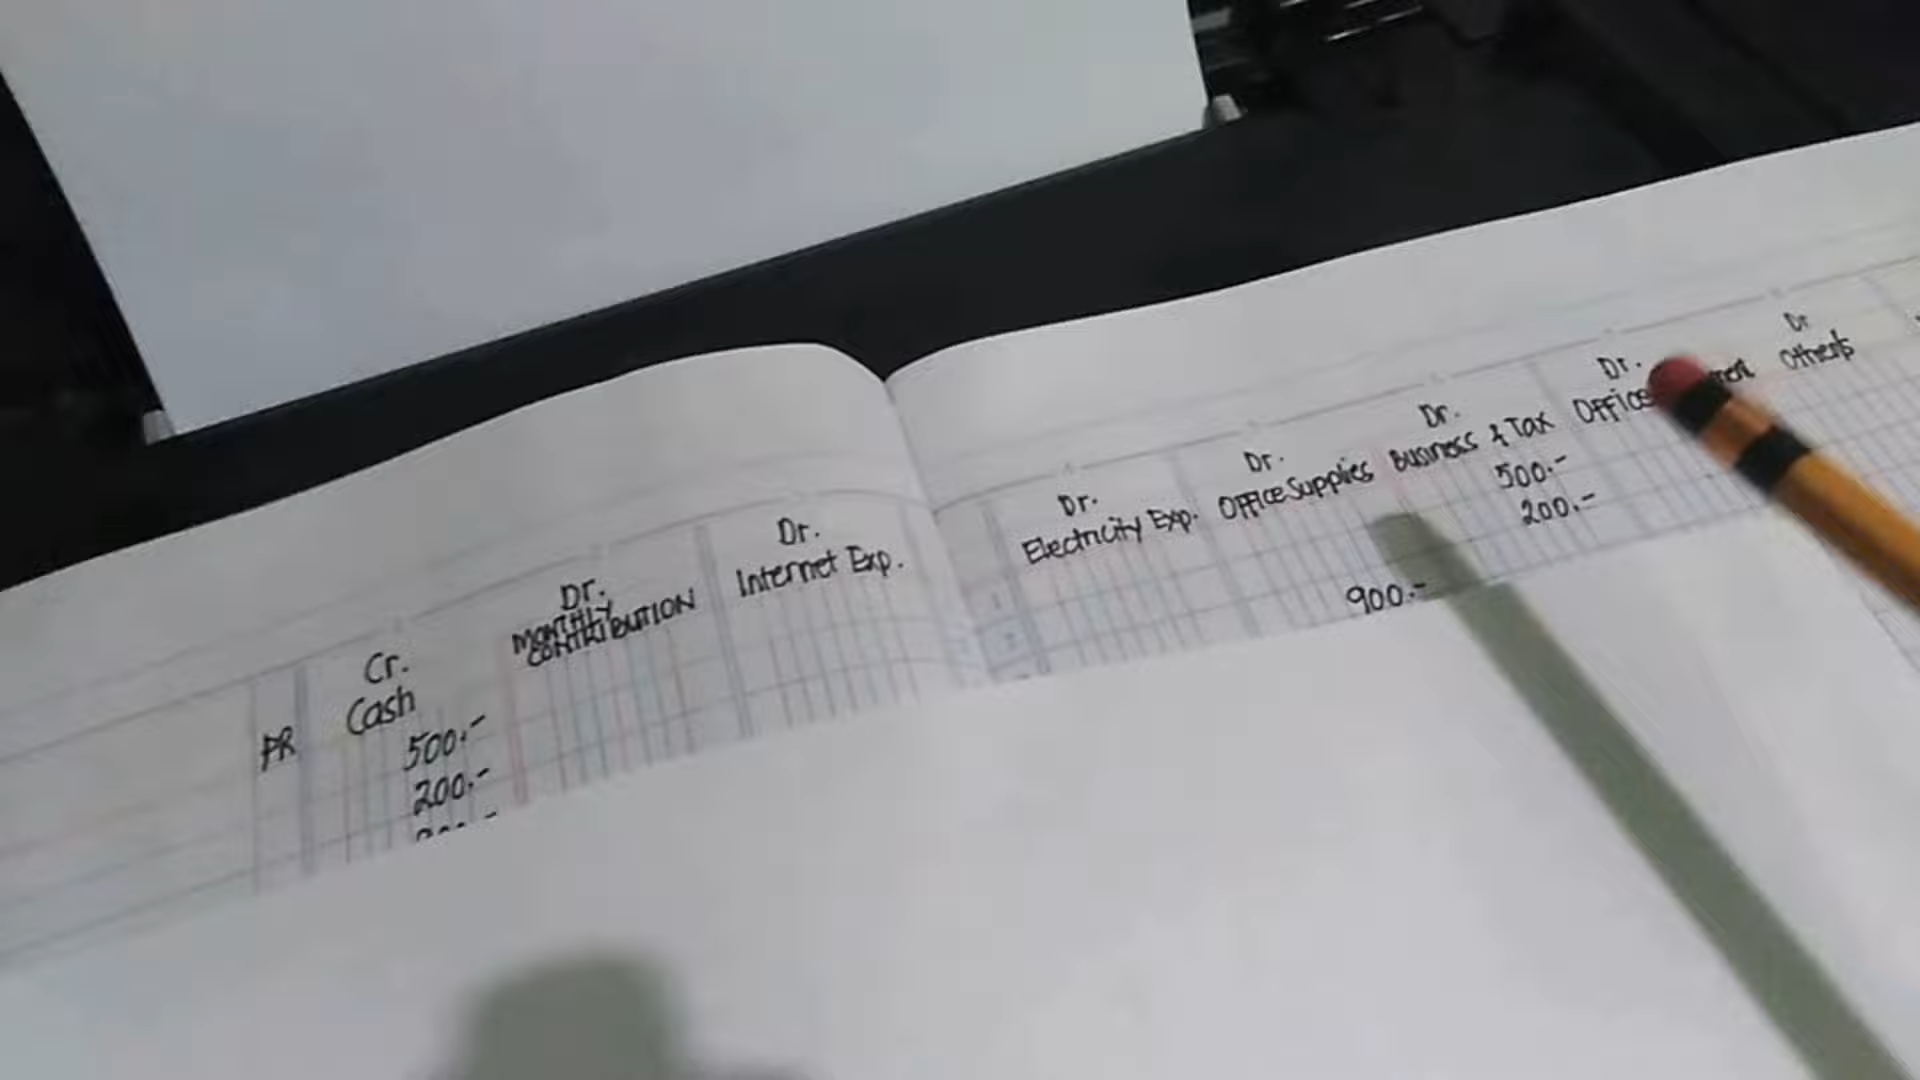 PR
Cr.
Cash
500.-
200.-
Dr.
MONTHLY
CONTRIBUTION
Dr.
Internet Exp.
Dr.
Electricity Exp.
Dr.
Office Supplies
900.-
Dr.
Business & Tax
500.-
200.-
Dr.
Office
Dr